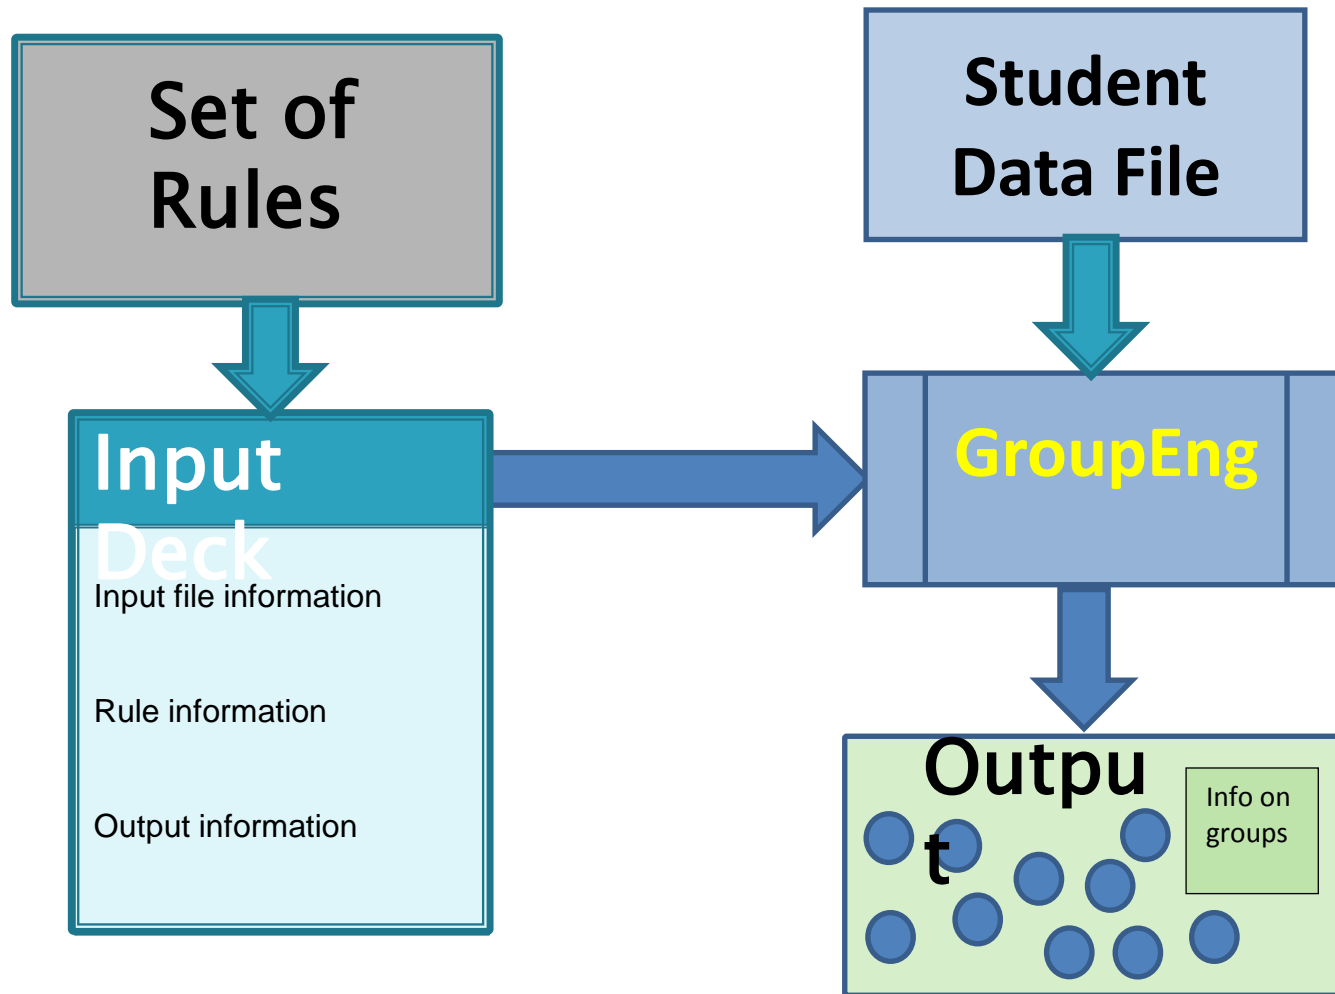 Set of
Rules
Student
Data File
Input
Deck
Input file information
Rule information
Output information
GroupEng
Outpu
t
Info on
groups